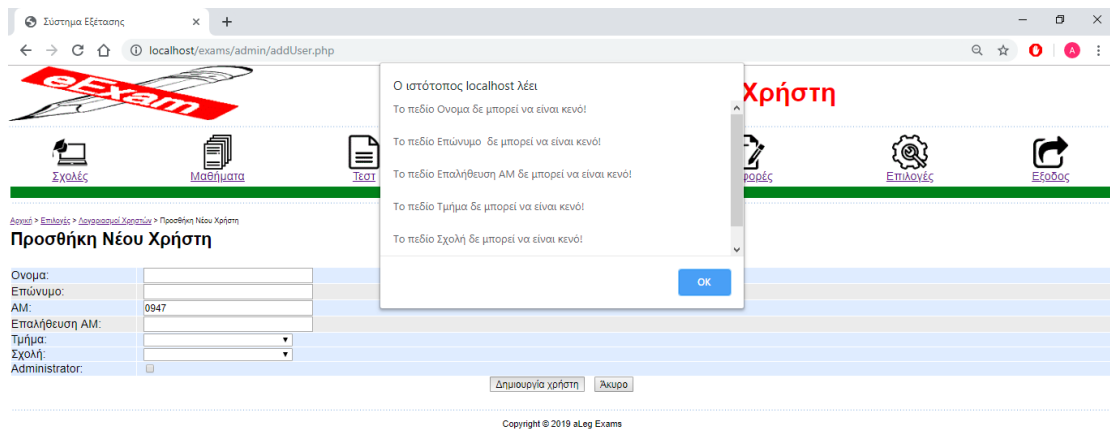 Σύστημα Εξέτασης
localhost/exams/admin/addUser.php
A
eExam
Χρήστη
Ο ιστότοπος localhost λέει
Το πεδίο Ονομα δε μπορεί να είναι κενό!
Το πεδίο Επώνυμο δε μπορεί να είναι κενό!
Το πεδίο Επαλήθευση ΑΜ δε μπορεί να είναι κενό!
Το πεδίο Τμήμα δε μπορεί να είναι κενό!
Το πεδίο Σχολή δε μπορεί να είναι κενό!
OK
Σχολές Μαθήματα Τεστ Επιλογές Εξοδος
Αρχική > Επιλογές > Λογαριασμοί Χρηστών > Προσθήκη Νέου Χρήστη
Προσθήκη Νέου Χρήστη
Ονομα:
Επώνυμο:
ΑΜ: 0947
Επαλήθευση ΑΜ:
Τμήμα:
Σχολή:
Administrator:
Δημιουργία χρήστη Άκυρο
Copyright © 2019 aLeg Exams